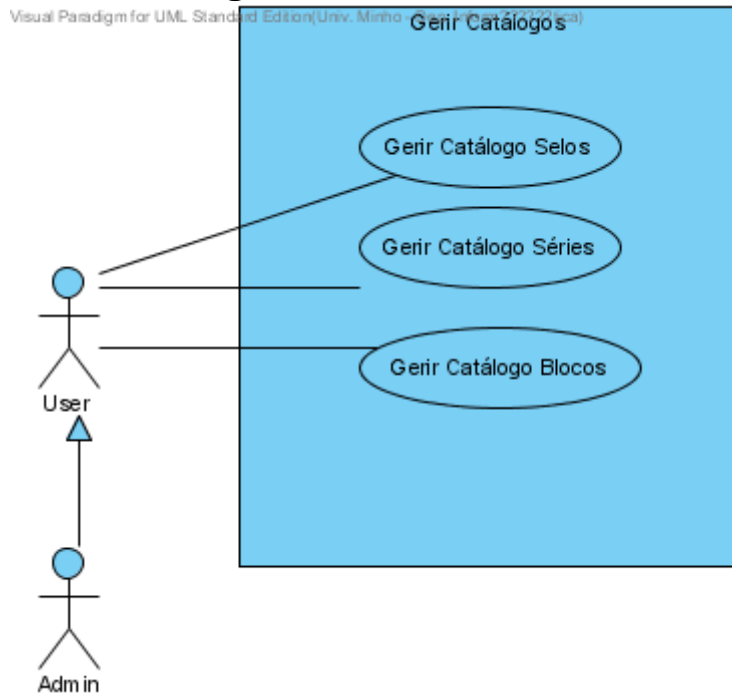 Visual Paradigm for UML Standard Edition(Univ. Minho -
Gerir Catálogos
Gerir Catálogo Selos
Gerir Catálogo Séries
Gerir Catálogo Blocos
User
Admin